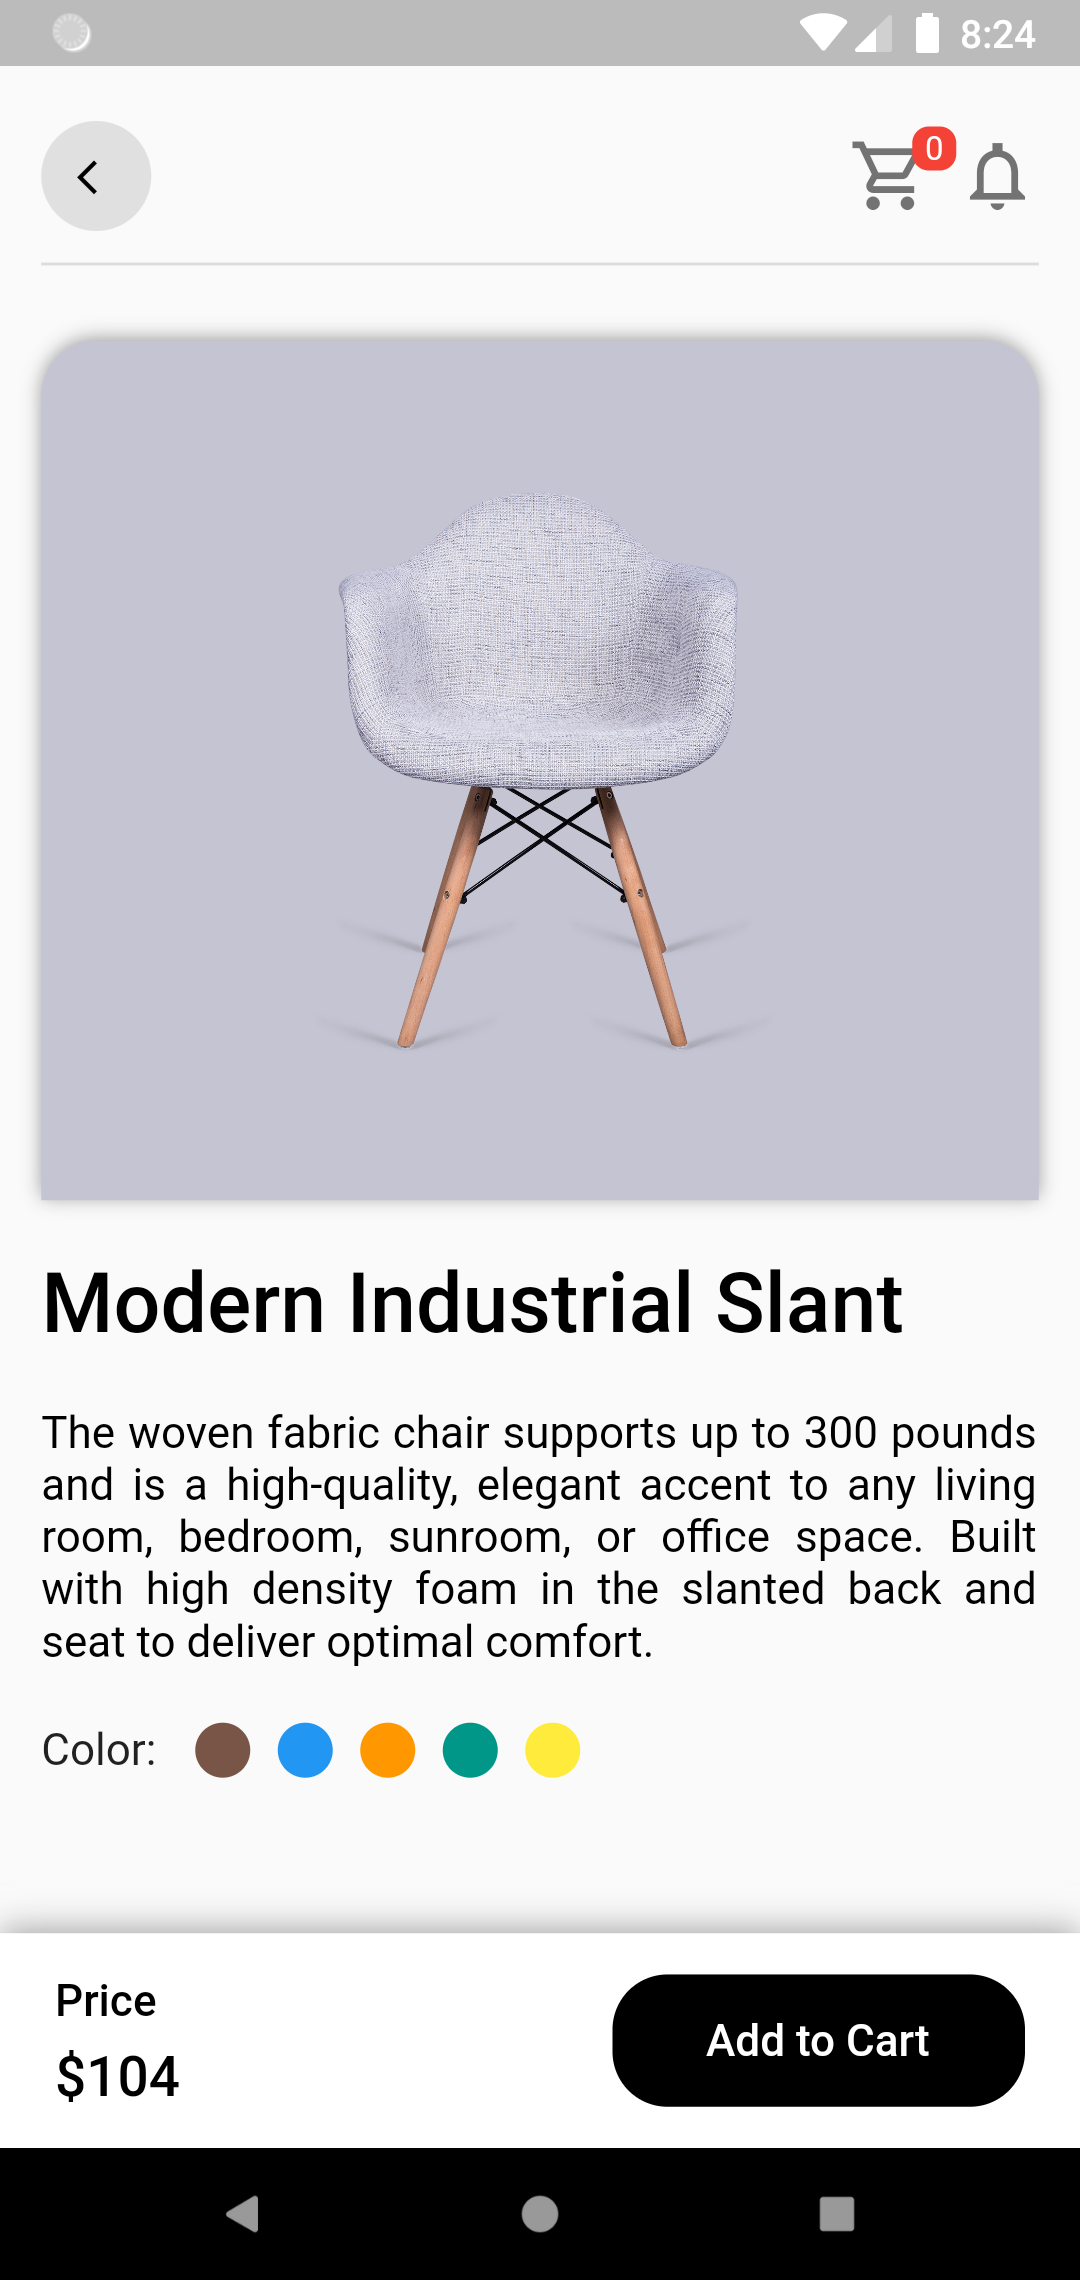 8:24
0
Modern Industrial Slant
The woven fabric chair supports up to 300 pounds
and is a high-quality, elegant accent to any living
room, bedroom, sunroom, or office space. Built
with high density foam in the slanted back and
seat to deliver optimal comfort.
Color:
Price
$104
Add to Cart